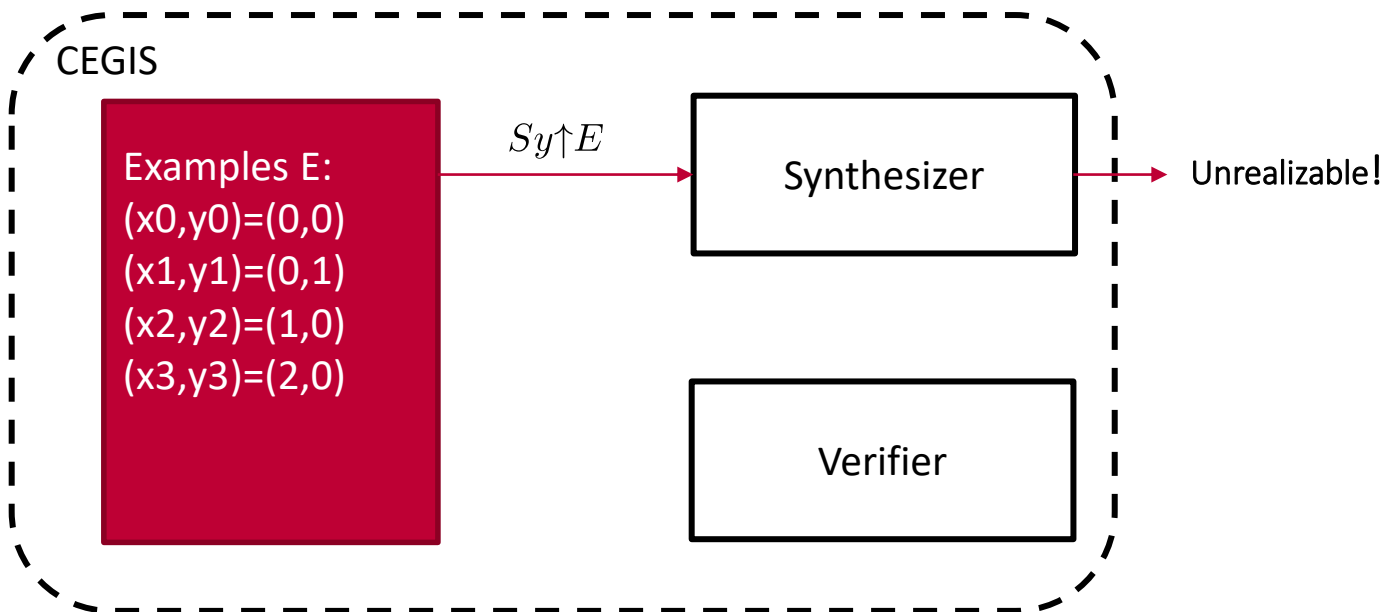 CEGIS
Examples E:
(x0,y0)=(0,0)
(x1,y1)=(0,1)
(x2,y2)=(1,0)
(x3,y3)=(2,0)
Sy↑E
Synthesizer
Unrealizable!
Verifier